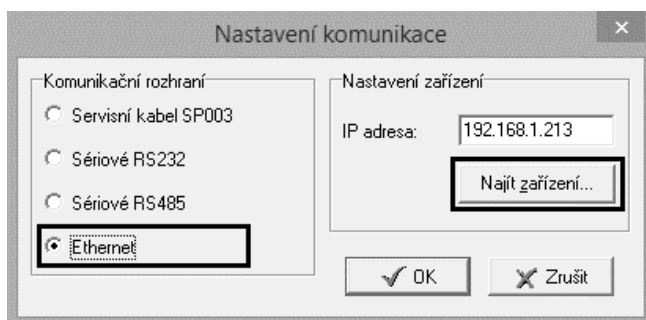 Nastavení komunikace
Komunikační rozhraní
Servisní kabel SP003
Sériové RS232
Sériové RS485
Ethernet
Nastavení zařízení
IP adresa: 192.168.1.213
Najít zařízení...
OK
Zrušit